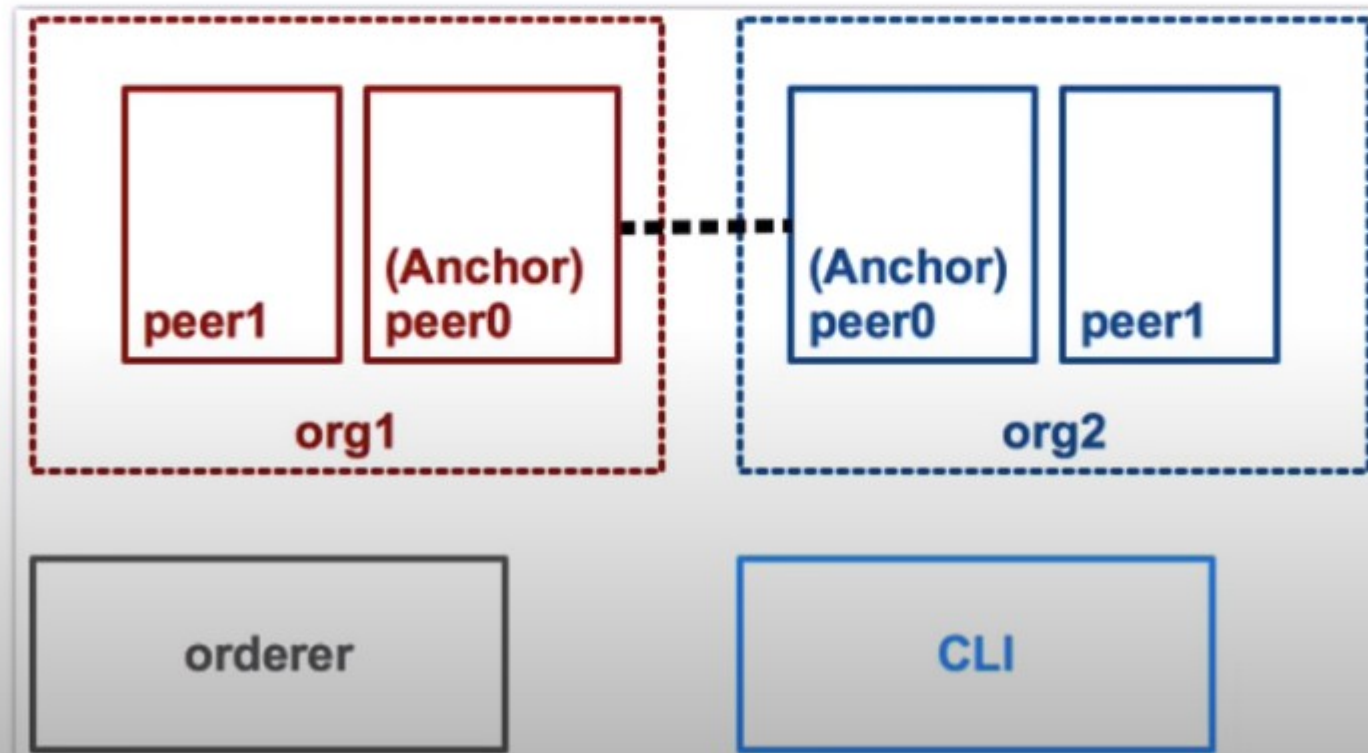 peer1
(Anchor)
peer0
(Anchor)
peer0
peer1
org1
org2
orderer
CLI